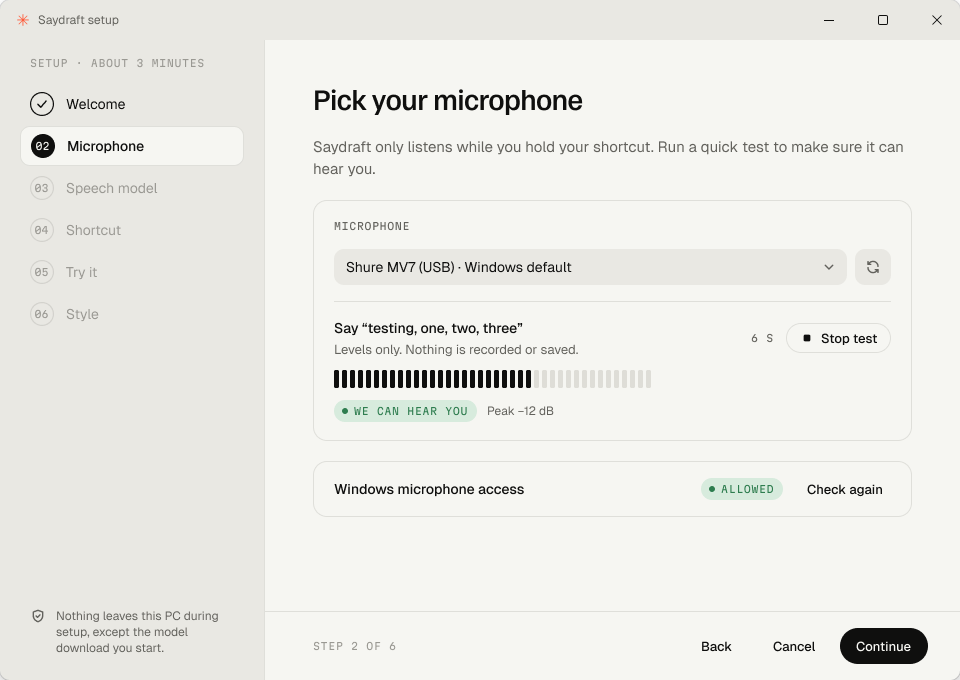 Saydraft setup
SETUP · ABOUT 3 MINUTES
Welcome
02 Microphone
03 Speech model
04 Shortcut
05 Try it
06 Style
Nothing leaves this PC during
setup, except the model
download you start.
Pick your microphone
Saydraft only listens while you hold your shortcut. Run a quick test to make sure it can
hear you.
MICROPHONE
Shure MV7 (USB) · Windows default
Say “testing, one, two, three”
Levels only. Nothing is recorded or saved.
6 S Stop test
WE CAN HEAR YOU Peak −12 dB
Windows microphone access ALLOWED Check again
STEP 2 OF 6 Back Cancel Continue